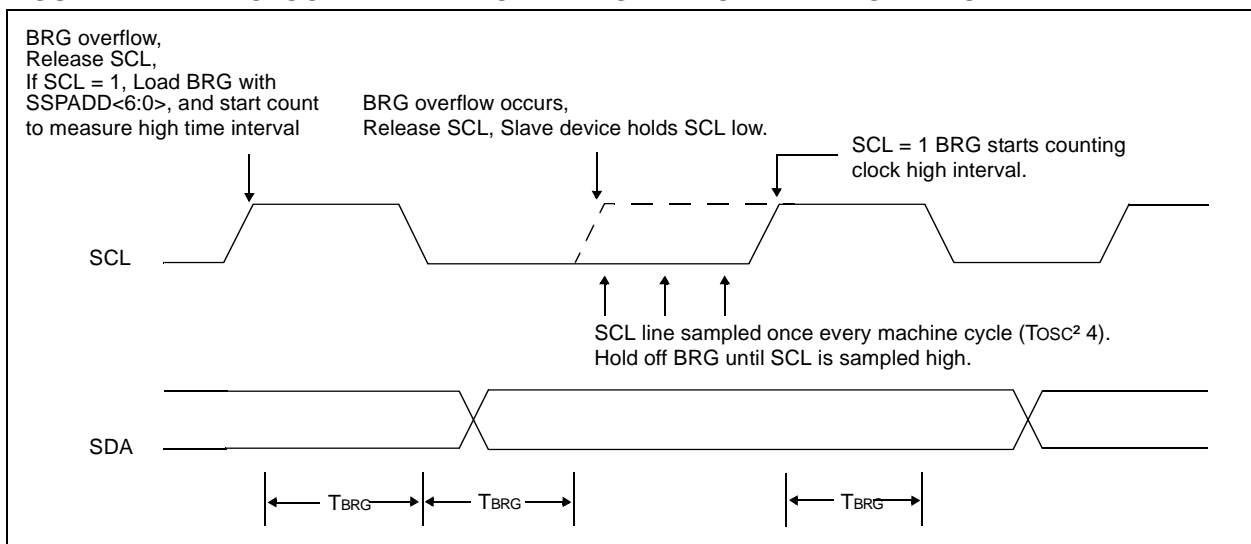 BRG overflow,
Release SCL,
If SCL = 1, Load BRG with
SSPADD<6:0>, and start count
to measure high time interval
BRG overflow occurs,
Release SCL, Slave device holds SCL low.
SCL = 1 BRG starts counting
clock high interval.
SCL
SCL line sampled once every machine cycle (TOSC² 4).
Hold off BRG until SCL is sampled high.
SDA
TBRG
TBRG
TBRG